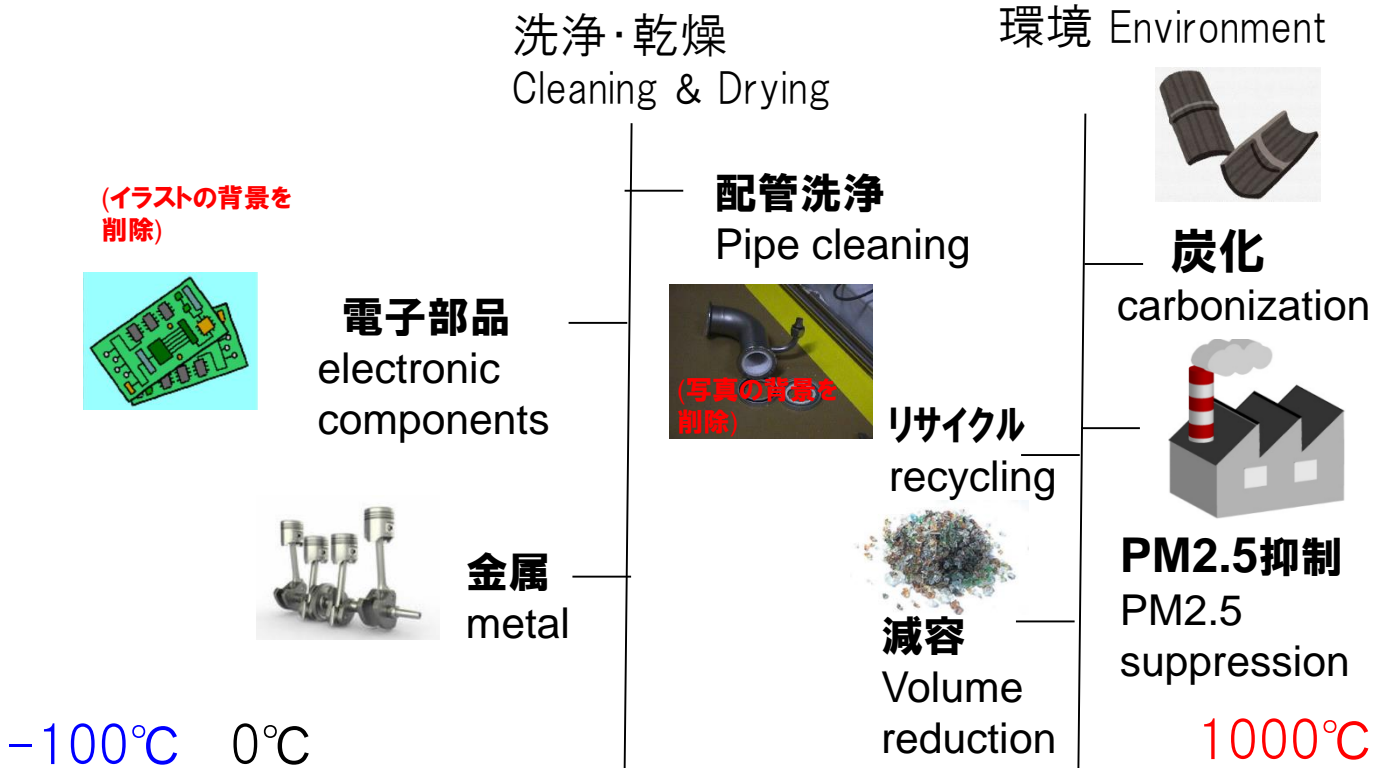 洗浄・乾燥
Cleaning & Drying
環境 Environment
(イラストの背景を
削除)
配管洗浄
Pipe cleaning
炭化
carbonization
電子部品
electronic
components
(写真の背景を
削除)
リサイクル
recycling
金属
metal
PM2.5抑制
PM2.5
suppression
減容
Volume
reduction
-100℃ 0℃
1000℃